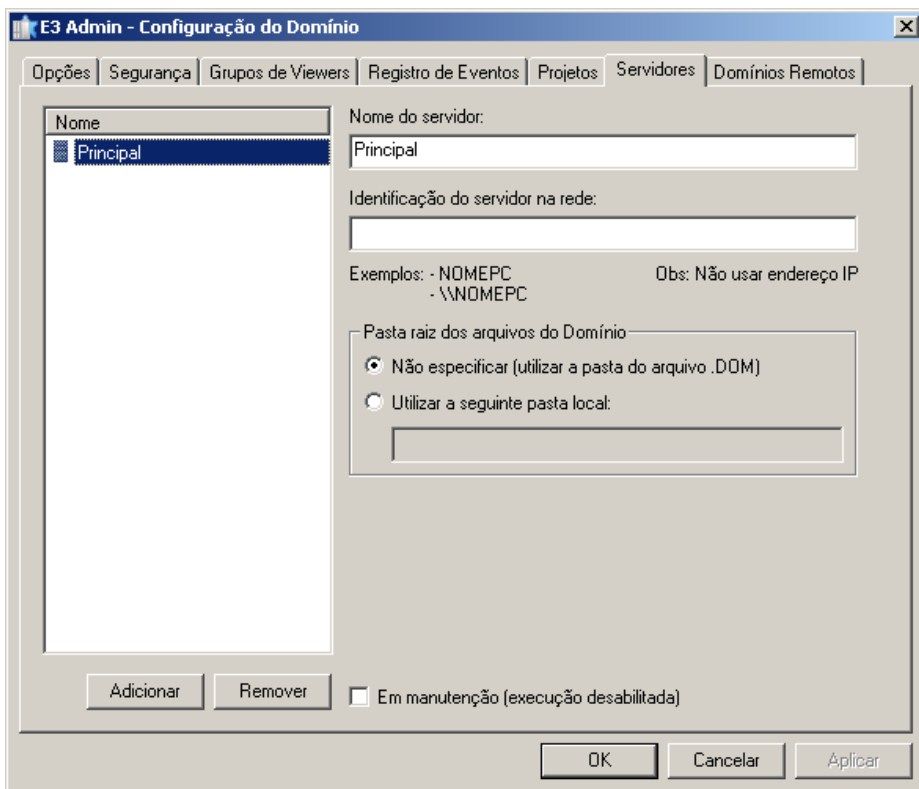 E3 Admin - Configuração do Domínio
Opções Segurança Grupos de Viewers Registro de Eventos Projetos Servidores Domínios Remotos
Nome
Principal
Nome do servidor:
Principal
Identificação do servidor na rede:
Exemplos: - NOMEPC Obs: Não usar endereço IP
- \\NOMEPC
Pasta raiz dos arquivos do Domínio
Não especificar (utilizar a pasta do arquivo .DOM)
Utilizar a seguinte pasta local:
Adicionar Remover Em manutenção (execução desabilitada)
OK Cancelar Aplicar